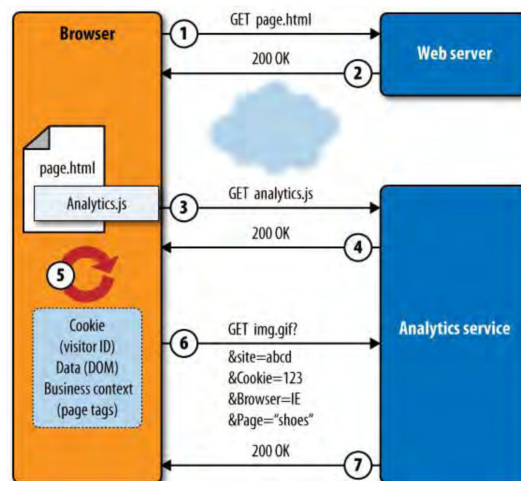 Browser
1
GET page.html
Web server
200 OK
2
page.html
Analytics.js
3
GET analytics.js
200 OK
4
5
Cookie
(visitor ID)
Data (DOM)
Business context
(page tags)
6
GET img.gif?
&site=abcd
&Cookie=123
&Browser=IE
&Page=“shoes”
Analytics service
200 OK
7